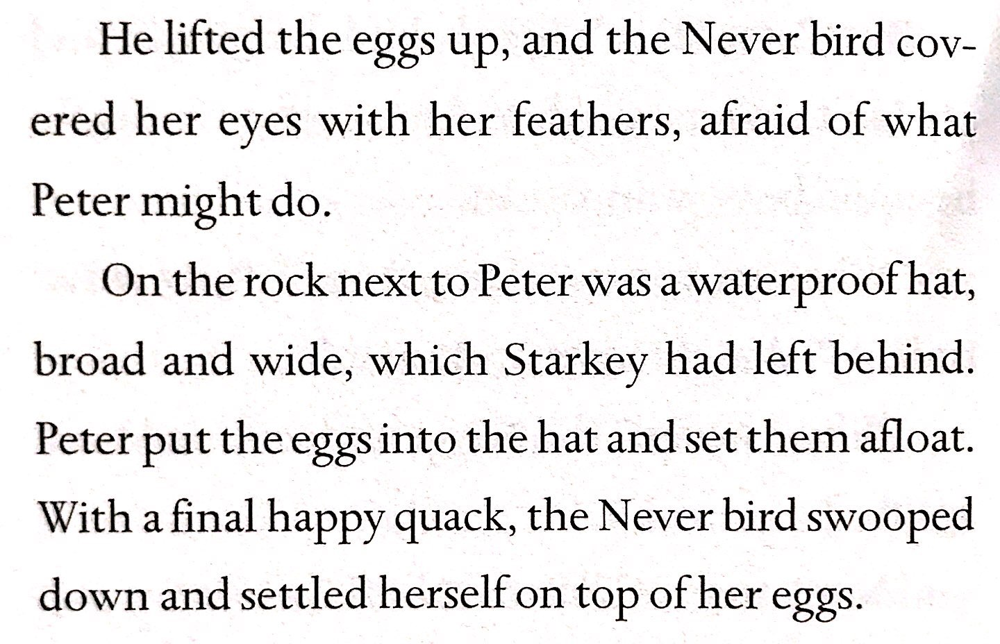 He lifted the eggs up, and the Never bird cov-
ered her eyes with her feathers, afraid of what
Peter might do.
On the rock next to Peter was a waterproof hat,
broad and wide, which Starkey had left behind.
Peter put the eggs into the hat and set them afloat.
With a final happy quack, the Never bird swooped
down and settled herself on top of her eggs.